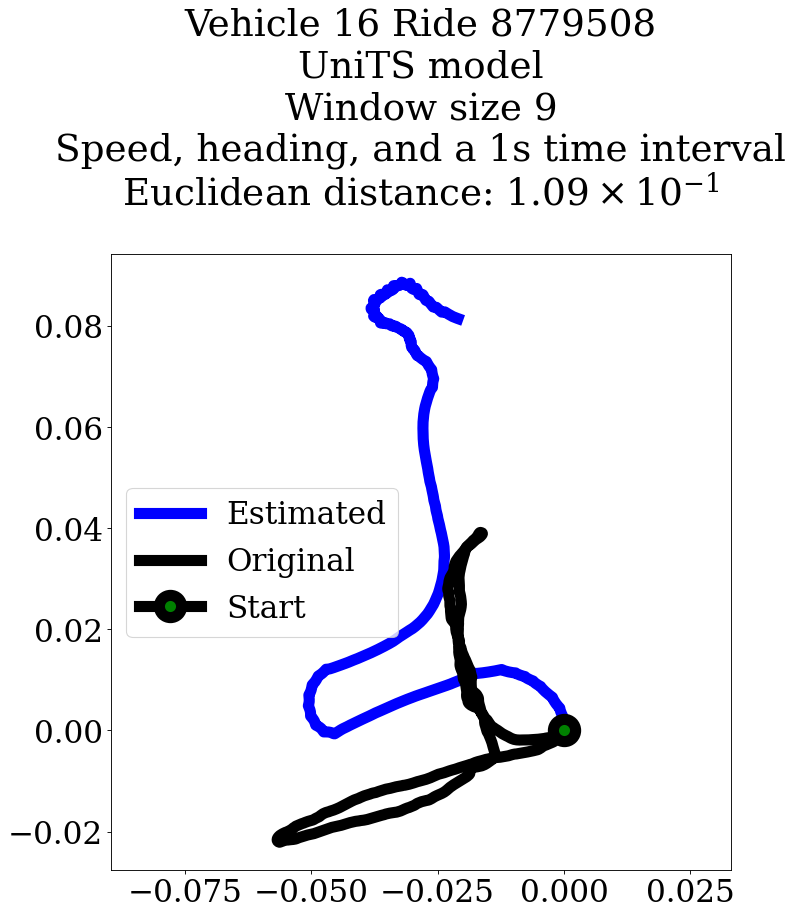 Vehicle 16 Ride 8779508
UniTS model
Window size 9
Speed, heading, and a 1s time interval
Euclidean distance: 1.09 × 10⁻¹
0.08
0.06
0.04
0.02
0.00
−0.02
Estimated
Original
Start
−0.075 −0.050 −0.025 0.000 0.025